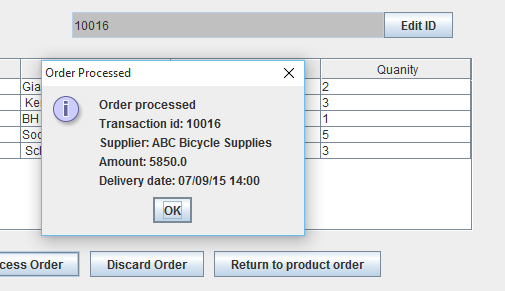 10016
Edit ID
Order Processed
Quanity
Gia
2
Order processed
Transaction id: 10016
Supplier: ABC Bicycle Supplies
Amount: 5850.0
Delivery date: 07/09/15 14:00
OK
3
BH
1
Soc
5
3
cess Order
Discard Order
Return to product order